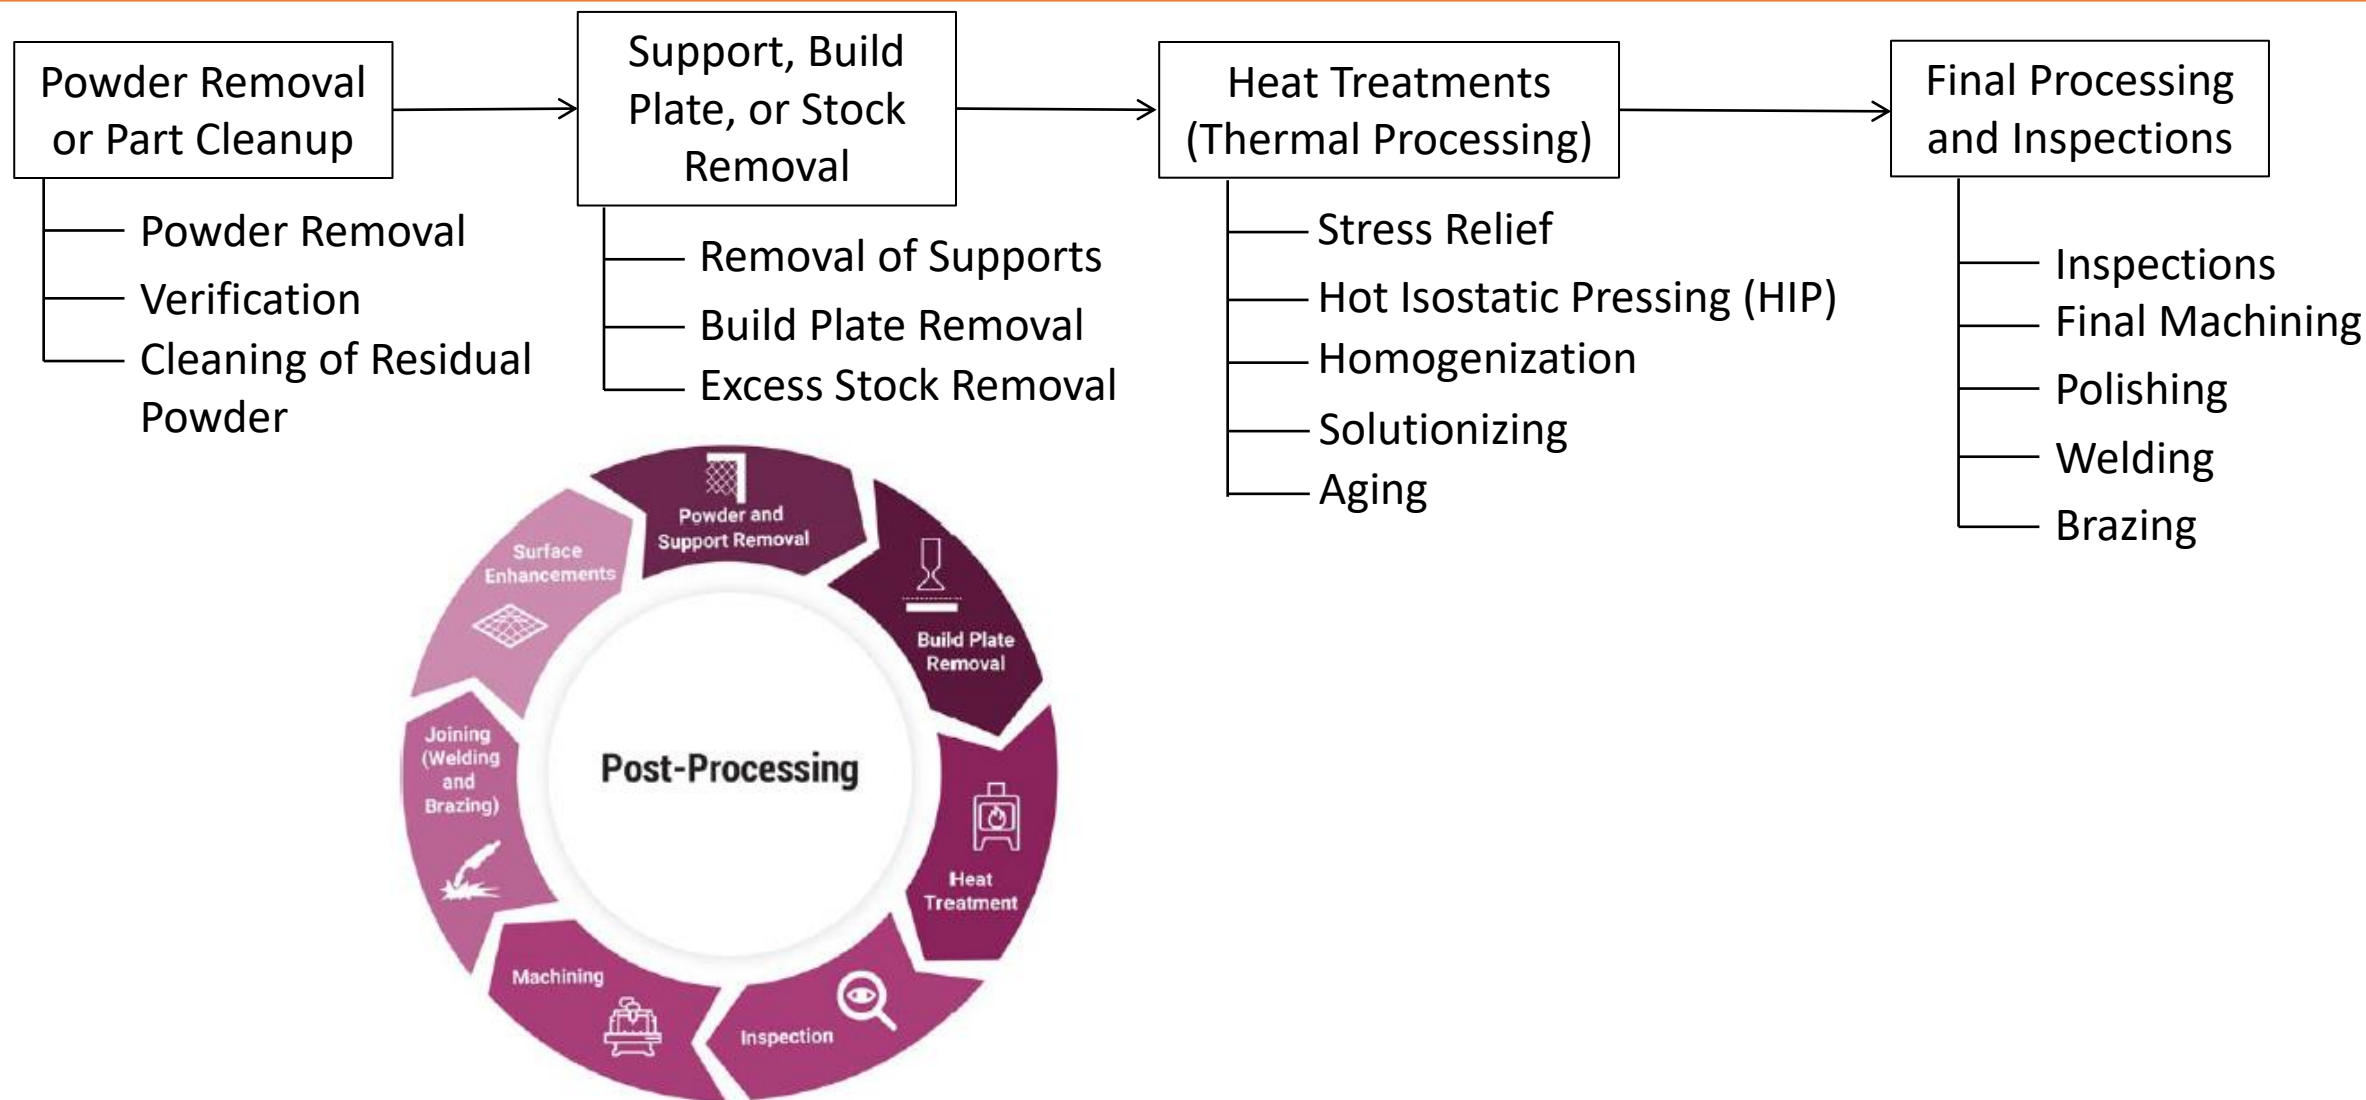 Powder Removal
or Part Cleanup
Powder Removal
Verification
Cleaning of Residual
Powder
Support, Build
Plate, or Stock
Removal
Removal of Supports
Build Plate Removal
Excess Stock Removal
Heat Treatments
(Thermal Processing)
Stress Relief
Hot Isostatic Pressing (HIP)
Homogenization
Solutionizing
Aging
Final Processing
and Inspections
Inspections
Final Machining
Polishing
Welding
Brazing
Powder and
Support Removal
Build Plate
Removal
Heat
Treatment
Inspection
Machining
Joining
(Welding
and
Brazing)
Surface
Enhancements
Post-Processing